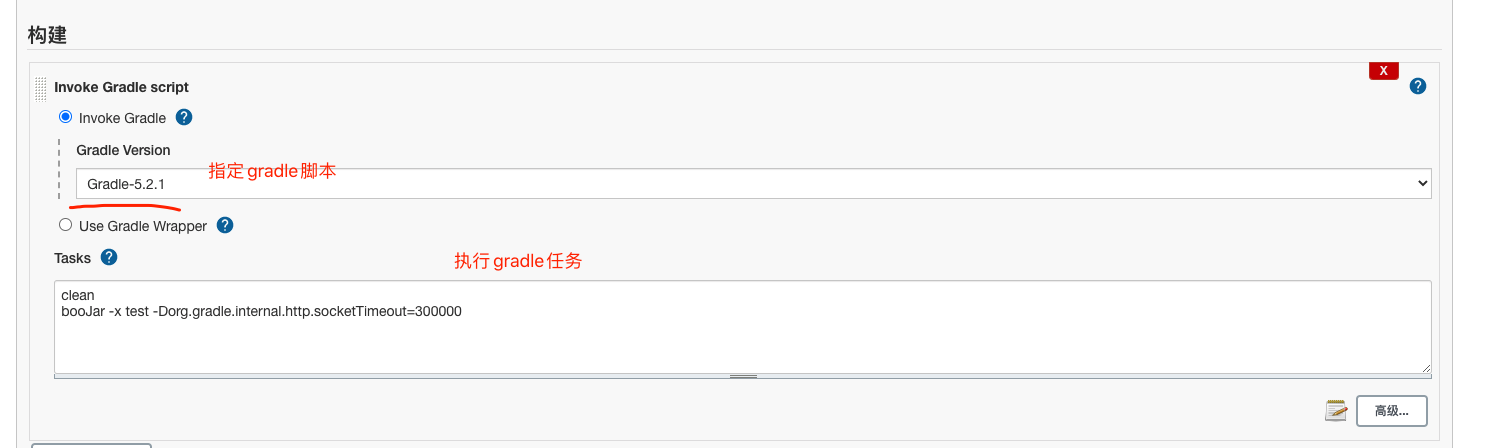 构建
X
Invoke Gradle script
?
Invoke Gradle ?
Gradle Version
指定gradle脚本
Gradle-5.2.1
Use Gradle Wrapper ?
Tasks ?
执行gradle任务
clean
booJar -x test -Dorg.gradle.internal.http.socketTimeout=300000
高级...